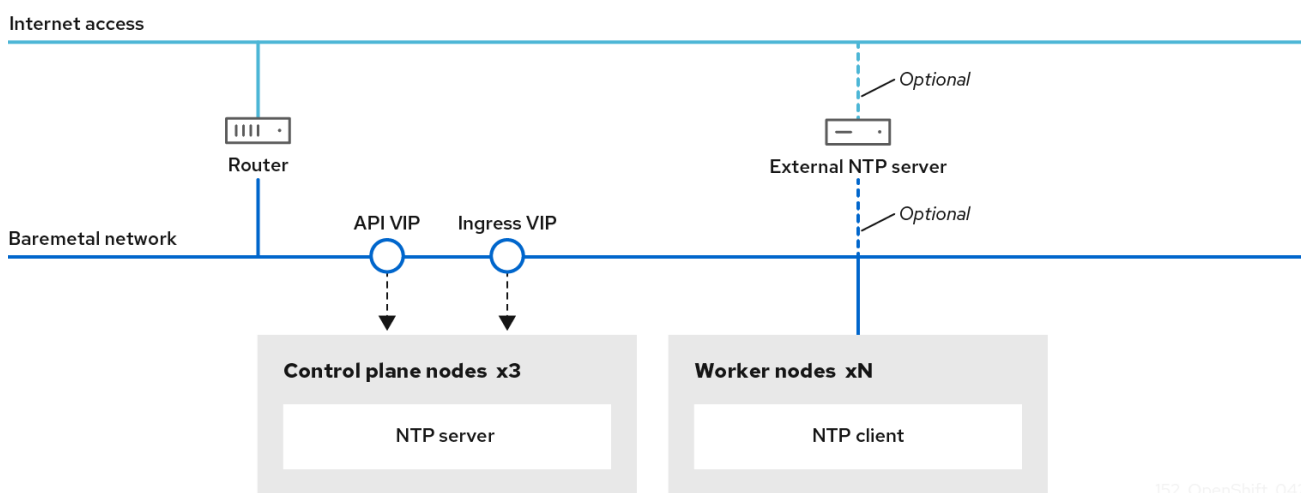 Internet access
Optional
Router
External NTP server
API VIP
Ingress VIP
Optional
Baremetal network
Control plane nodes x3
Worker nodes xN
NTP server
NTP client